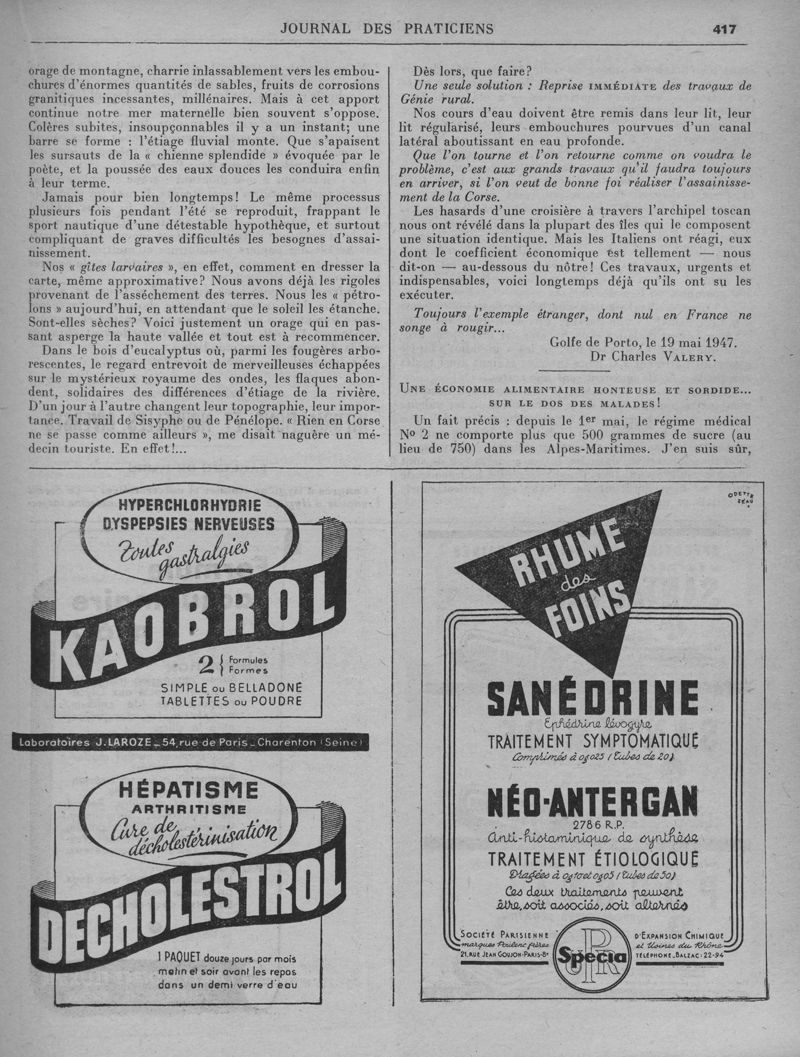 JOURNAL DES PRATICIENS
417
orage de montagne, charrie inlassablement vers les embou-
chures d'énormes quantités de sables, fruits de corrosions
granitiques incessantes, millénaires. Mais à cet apport
continue notre mer maternelle bien souvent s'oppose.
Colères subites, insoupçonnables il y a un instant; une
barre se forme : l'étiage fluvial monte. Que s'apaisent
les sursauts de la « chienne splendide » évoquée par le
poète, et la poussée des eaux douces les conduira enfin
à leur terme.
Jamais pour bien longtemps! Le même processus
plusieurs fois pendant l'été se reproduit, frappant le
sport nautique d'une détestable hypothèque, et surtout
compliquant de graves difficultés les besognes d'assai-
nissement.
Nos « gîtes larvaires », en effet, comment en dresser la
carte, même approximative? Nous avons déjà les rigoles
provenant de l'asséchement des terres. Nous les « pétro-
lons » aujourd'hui, en attendant que le soleil les étanche.
Sont-elles sèches? Voici justement un orage qui en pas-
sant asperge la haute vallée et tout est à recommencer.
Dans le bois d'eucalyptus où, parmi les fougères arbo-
rescentes, le regard entrevoit de merveilleuses échappées
sur le mystérieux royaume des ondes, les flaques abon-
dent, solidaires des différences d'étiage de la rivière.
D'un jour à l'autre changent leur topographie, leur impor-
tance. Travail de Sisyphe ou de Pénélope. « Rien en Corse
ne se passe comme ailleurs », me disait naguère un mé-
decin touriste. En effet!...
Dès lors, que faire?
Une seule solution : Reprise IMMÉDIATE des travaux de
Génie rural.
Nos cours d'eau doivent être remis dans leur lit, leur
lit régularisé, leurs embouchures pourvues d'un canal
latéral aboutissant en eau profonde.
Que l'on tourne et l'on retourne comme on voudra le
problème, c'est aux grands travaux qu'il faudra toujours
en arriver, si l'on veut de bonne foi réaliser l'assainisse-
ment de la Corse.
Les hasards d'une croisière à travers l'archipel toscan
nous ont révélé dans la plupart des îles qui le composent
une situation identique. Mais les Italiens ont réagi, eux
dont le coefficient économique est tellement — nous
dit-on — au-dessous du nôtre! Ces travaux, urgents et
indispensables, voici longtemps déjà qu'ils ont su les
exécuter.
Toujours l'exemple étranger, dont nul en France ne
songe à rougir...
Golfe de Porto, le 19 mai 1947.
Dr Charles VALERY.
UNE ÉCONOMIE ALIMENTAIRE HONTEUSE ET SORDIDE...
SUR LE DOS DES MALADES!
Un fait précis : depuis le 1er mai, le régime médical
No 2 ne comporte plus que 500 grammes de sucre (au
lieu de 750) dans les Alpes-Maritimes. J'en suis sûr,
HYPERCHLORHYDRIE
DYSPEPSIES NERVEUSES
Toutes
gastralgies
KAOBROL
2 Formules
Formes
SIMPLE ou BELLADONÉ
TABLETTES ou POUDRE
Laboratoires J. LAROZE _ 54, rue de Paris _ Charenton (Seine)
HÉPATISME
ARTHRITISME
Cure de
décholestérinisation
DECHOLESTROL
1 PAQUET douze jours par mois
matin et soir avant les repas
dans un demi verre d'eau
ODETTE
ZEAU
RHUME
des
FOINS
SANÉDRINE
Ephédrine lévogyre
TRAITEMENT SYMPTOMATIQUE
Comprimés à 0g025 (Tubes de 20)
NÉO-ANTERGAN
2786 R.P.
Anti-histaminique de synthèse
TRAITEMENT ÉTIOLOGIQUE
Dragées à 0g10 et 0g05 (Tubes de 50)
Ces deux traitements peuvent
être, soit associés, soit alternés
SOCIÉTÉ PARISIENNE
D'EXPANSION CHIMIQUE
marques Poulenc frères
et Usines du Rhône
21, RUE JEAN GOUJON-PARIS-8e
TÉLÉPHONE. BALZAC : 22-94
Specia